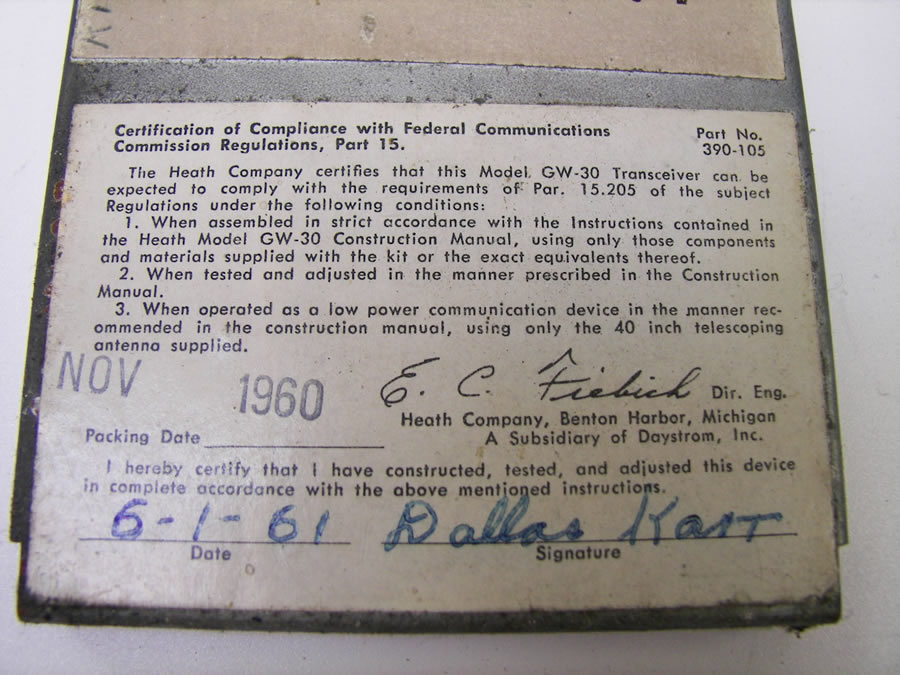 Certification of Compliance with Federal Communications
Commission Regulations, Part 15.
Part No.
390-105
The Heath Company certifies that this Model GW-30 Transceiver can be
expected to comply with the requirements of Par. 15.205 of the subject
Regulations under the following conditions:
1. When assembled in strict accordance with the Instructions contained in
the Heath Model GW-30 Construction Manual, using only those components
and materials supplied with the kit or the exact equivalents thereof.
2. When tested and adjusted in the manner prescribed in the Construction
Manual.
3. When operated as a low power communication device in the manner rec-
ommended in the construction manual, using only the 40 inch telescoping
antenna supplied.
NOV 1960
E. C. Fiebich Dir. Eng.
Heath Company, Benton Harbor, Michigan
Packing Date
A Subsidiary of Daystrom, Inc.
I hereby certify that I have constructed, tested, and adjusted this device
in complete accordance with the above mentioned instructions.
6-1-61 Dallas Karr
Date Signature